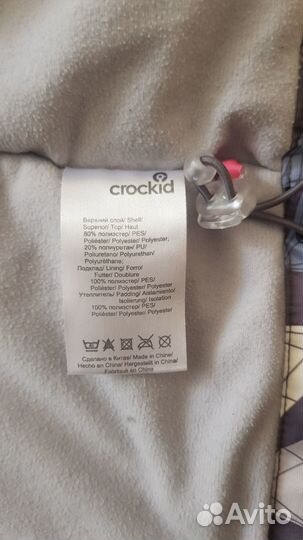 crockid
Верхний слой/ Shell/
Superior/ Top/ Haut
80% полиэстер/ PES/
Poliéster/ Polyester/ Polyester;
20% полиуретан/ PU/
Poliuretano/ Polyurethan/
Polyuréthane;
Подклад/ Lining/ Forro/
Futter/ Doublure
100% полиэстер/ PES/
Poliéster/ Polyester/ Polyester
Утеплитель/ Padding/ Aislamiento/
Isolierung/ Isolation
100% полиэстер/ PES/
Poliéster/ Polyester/ Polyester
Сделано в Китае/ Made in China/
Hecho en China/ Hergestellt in China/
Fabriqué en Chine
Avito